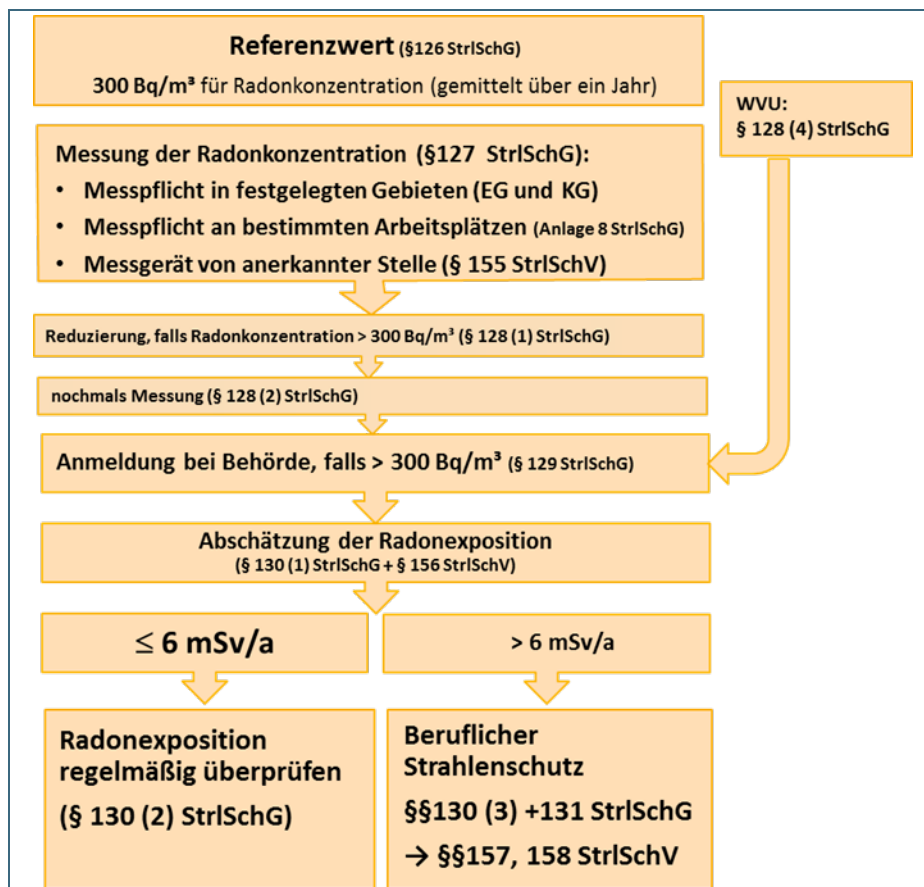 Referenzwert (§126 StrlSchG)
300 Bq/m³ für Radonkonzentration (gemittelt über ein Jahr)
WVU:
§ 128 (4) StrlSchG
Messung der Radonkonzentration (§127 StrlSchG):
• Messpflicht in festgelegten Gebieten (EG und KG)
• Messpflicht an bestimmten Arbeitsplätzen (Anlage 8 StrlSchG)
• Messgerät von anerkannter Stelle (§ 155 StrlSchV)
Reduzierung, falls Radonkonzentration > 300 Bq/m³ (§ 128 (1) StrlSchG)
nochmals Messung (§ 128 (2) StrlSchG)
Anmeldung bei Behörde, falls > 300 Bq/m³ (§ 129 StrlSchG)
Abschätzung der Radonexposition
(§ 130 (1) StrlSchG + § 156 StrlSchV)
≤ 6 mSv/a
> 6 mSv/a
Radonexposition
regelmäßig überprüfen
(§ 130 (2) StrlSchG)
Beruflicher
Strahlenschutz
§§130 (3) +131 StrlSchG
→ §§157, 158 StrlSchV